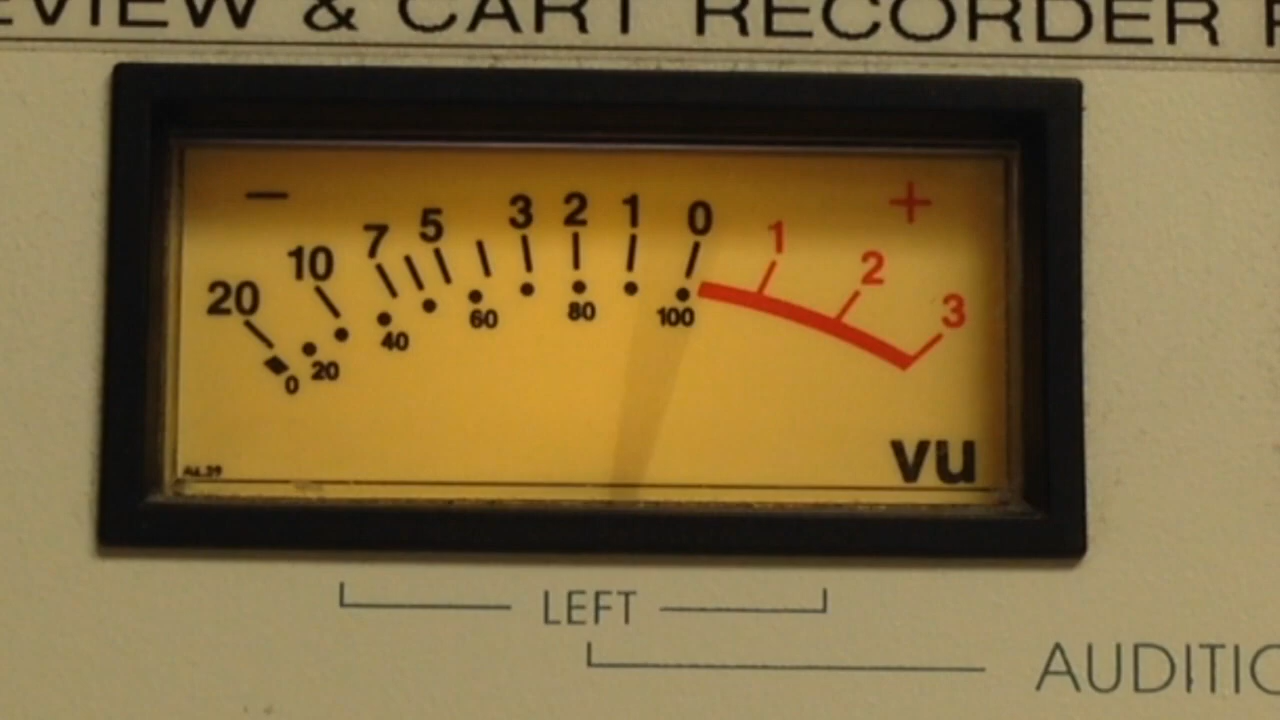 EVIEW & CART RECORDER
− +
20 10 7 5 3 2 1 0 1 2 3
0 20 40 60 80 100
vu
LEFT
AUDITIO